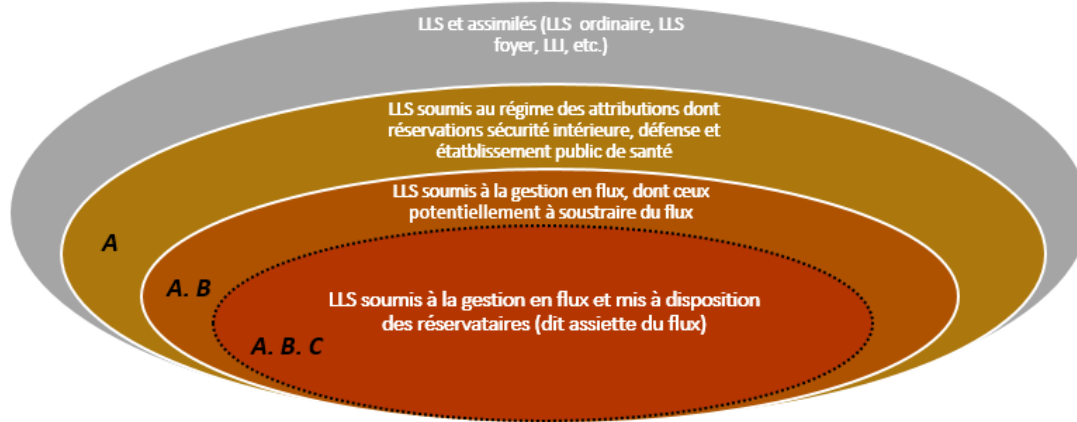 LLS et assimilés (LLS ordinaire, LLS
foyer, LLI, etc.)
LLS soumis au régime des attributions dont
réservations sécurité intérieure, défense et
étatblissement public de santé
LLS soumis à la gestion en flux, dont ceux
potentiellement à soustraire du flux
A
A. B
LLS soumis à la gestion en flux et mis à disposition
des réservataires (dit assiette du flux)
A. B. C